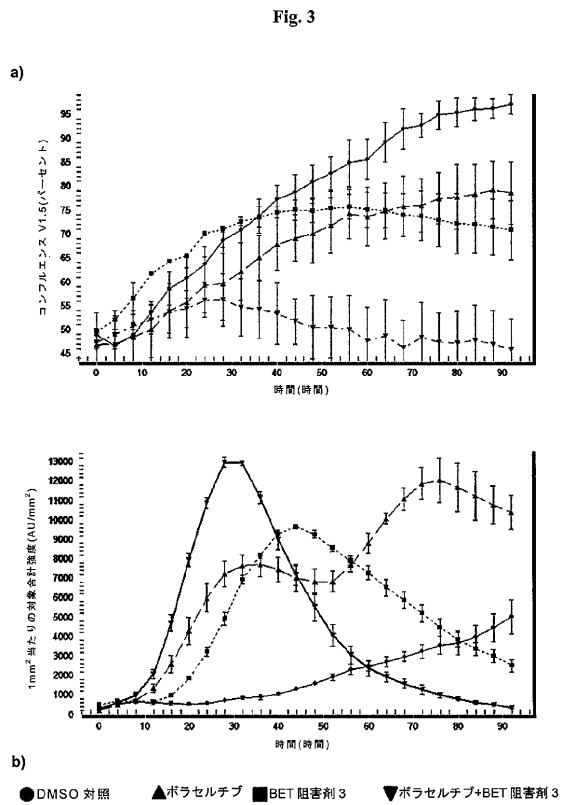 Fig. 3
a)
コンフルエンス V1.5(パーセント)
95
90
85
80
75
70
65
60
55
50
45
0 10 20 30 40 50 60 70 80 90
時間(時間)
1mm² 当たりの対象合計強度(AU/mm²)
13000
12000
11000
10000
9000
8000
7000
6000
5000
4000
3000
2000
1000
0
0 10 20 30 40 50 60 70 80 90
時間(時間)
b)
●DMSO 対照 ▲ボラセルチブ ■BET 阻害剤 3 ▼ボラセルチブ+BET 阻害剤 3